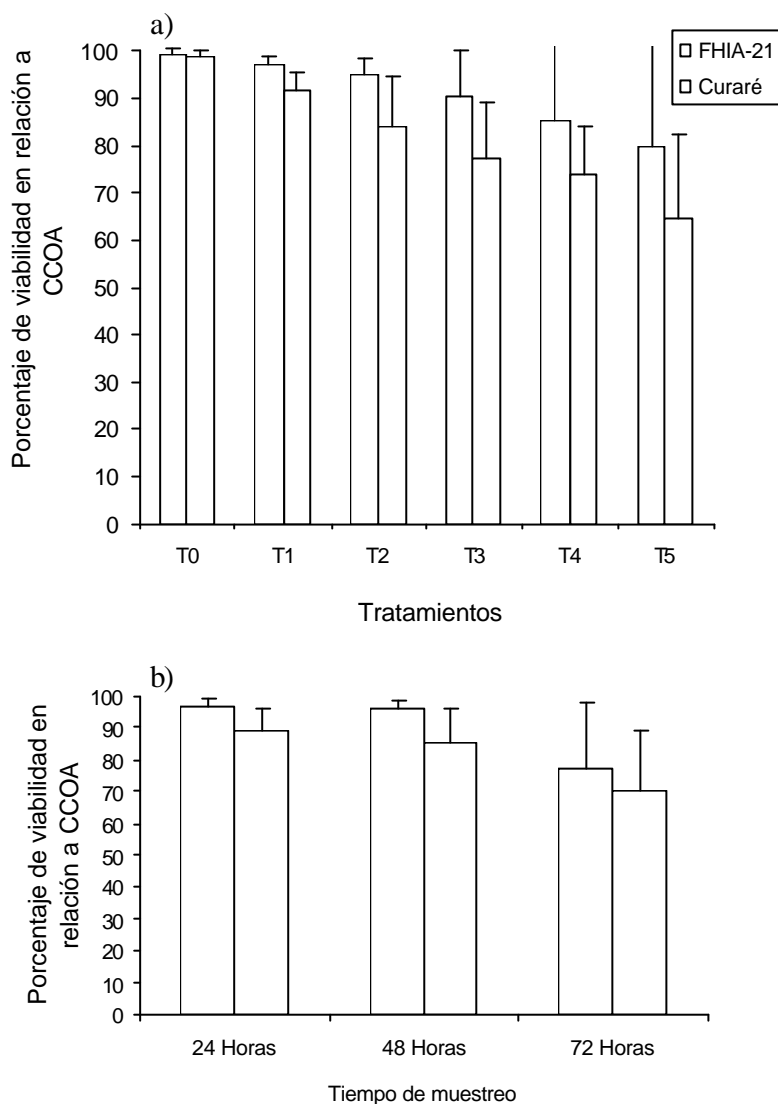 a)
FHIA-21
Curaré
Porcentaje de viabilidad en relación a
CCOA
100
90
80
70
60
50
40
30
20
10
0
T0 T1 T2 T3 T4 T5
Tratamientos
b)
Porcentaje de viabilidad en
relación a CCOA
100
90
80
70
60
50
40
30
20
10
0
24 Horas 48 Horas 72 Horas
Tiempo de muestreo